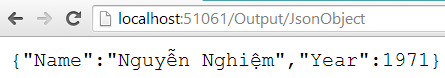 localhost:51061/Output/JsonObject
{"Name":"Nguyễn Nghiệm","Year":1971}